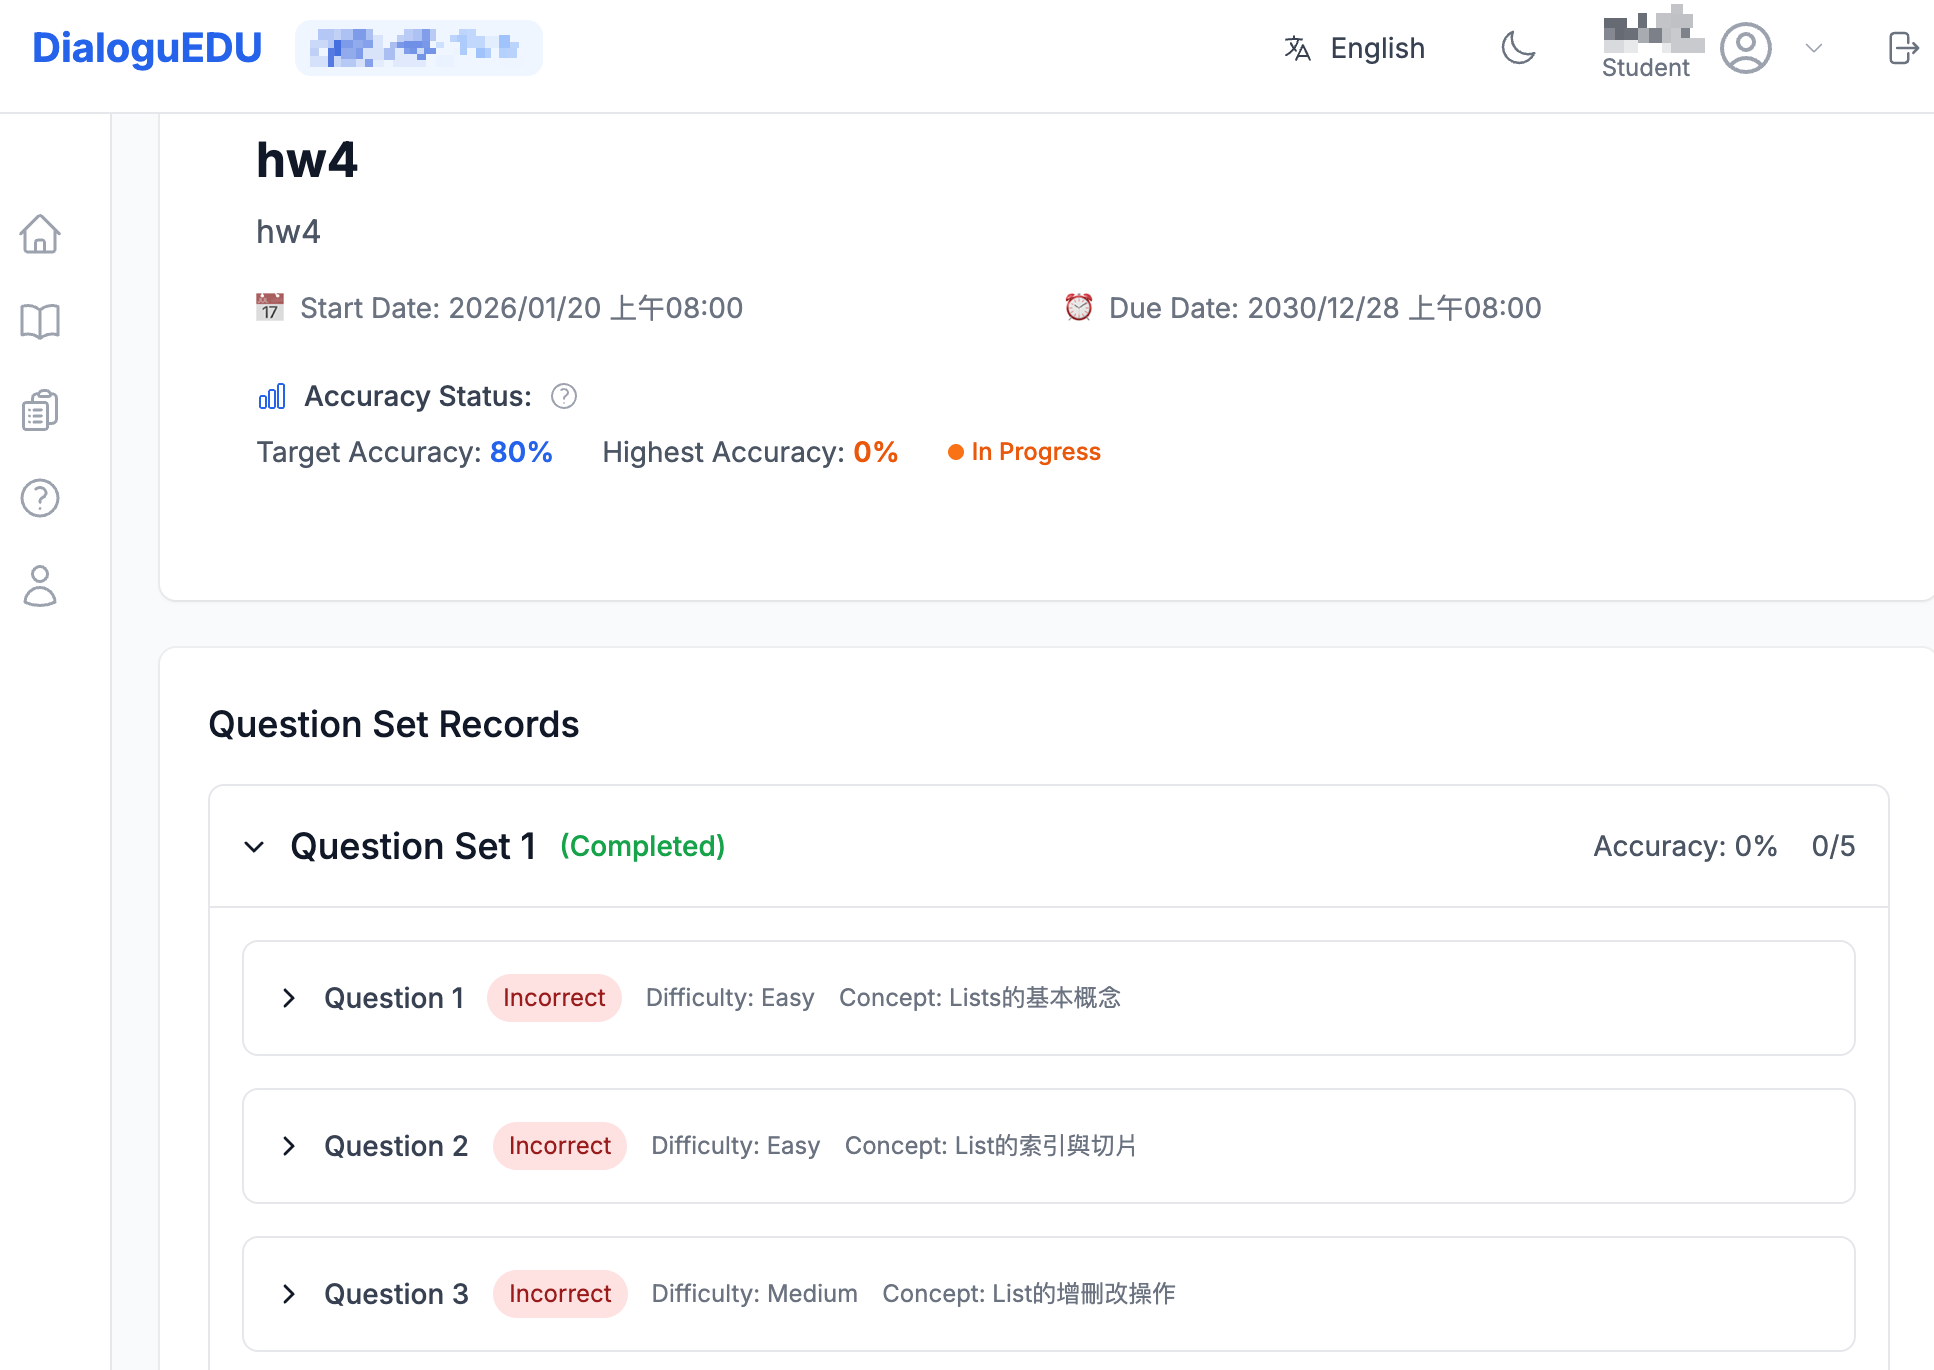 DialoguEDU
English
Student
hw4
hw4
17 Start Date: 2026/01/20 上午08:00
Due Date: 2030/12/28 上午08:00
Accuracy Status: ?
Target Accuracy: 80% Highest Accuracy: 0% In Progress
Question Set Records
Question Set 1 (Completed) Accuracy: 0% 0/5
Question 1 Incorrect Difficulty: Easy Concept: Lists的基本概念
Question 2 Incorrect Difficulty: Easy Concept: List的索引與切片
Question 3 Incorrect Difficulty: Medium Concept: List的增刪改操作